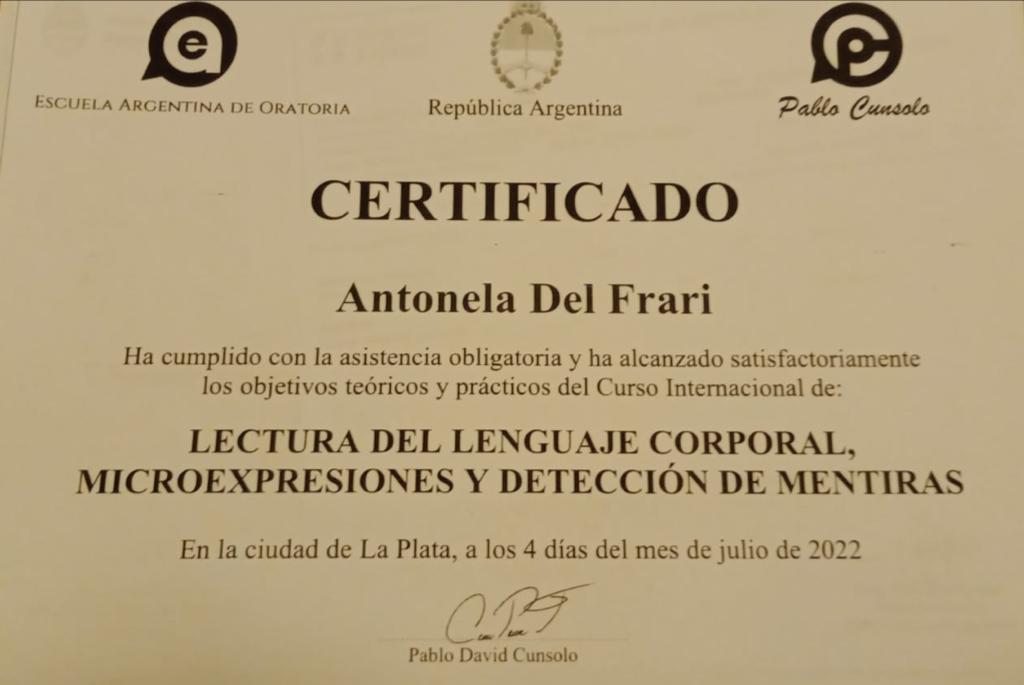 ESCUELA ARGENTINA DE ORATORIA
República Argentina
Pablo Cunsolo
CERTIFICADO
Antonela Del Frari
Ha cumplido con la asistencia obligatoria y ha alcanzado satisfactoriamente
los objetivos teóricos y prácticos del Curso Internacional de:
LECTURA DEL LENGUAJE CORPORAL,
MICROEXPRESIONES Y DETECCIÓN DE MENTIRAS
En la ciudad de La Plata, a los 4 días del mes de julio de 2022
Pablo David Cunsolo